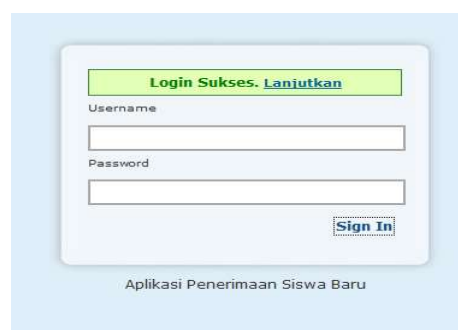 Login Sukses. Lanjutkan
Username
Password
Sign In
Aplikasi Penerimaan Siswa Baru